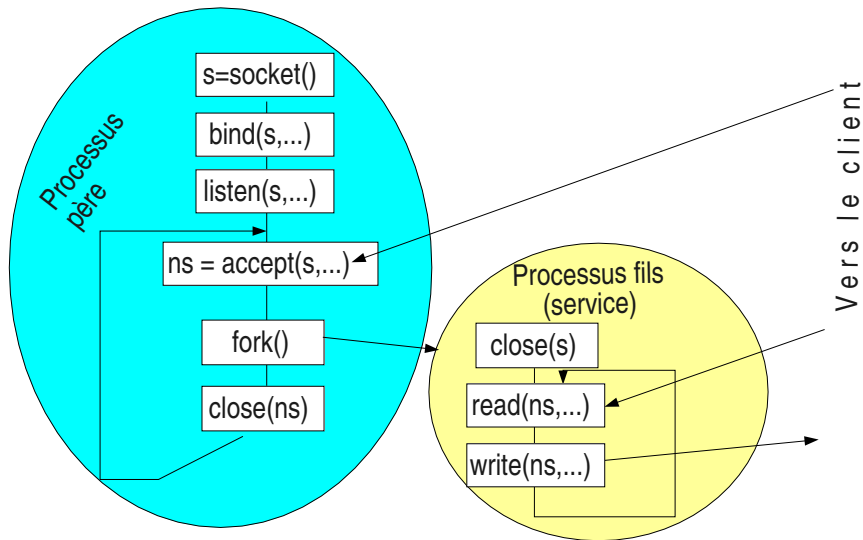 s=socket()
bind(s,...)
listen(s,...)
Processus
père
ns = accept(s,...)
fork()
close(ns)
Processus fils
(service)
close(s)
read(ns,...)
write(ns,...)
Vers le client